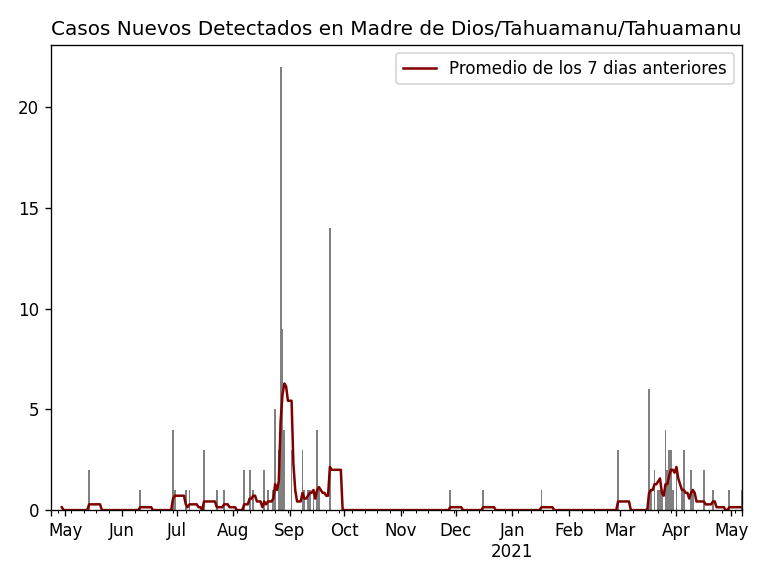 Casos Nuevos Detectados en Madre de Dios/Tahuamanu/Tahuamanu
Promedio de los 7 dias anteriores
20
15
10
5
0
May Jun Jul Aug Sep Oct Nov Dec Jan Feb Mar Apr May
2021